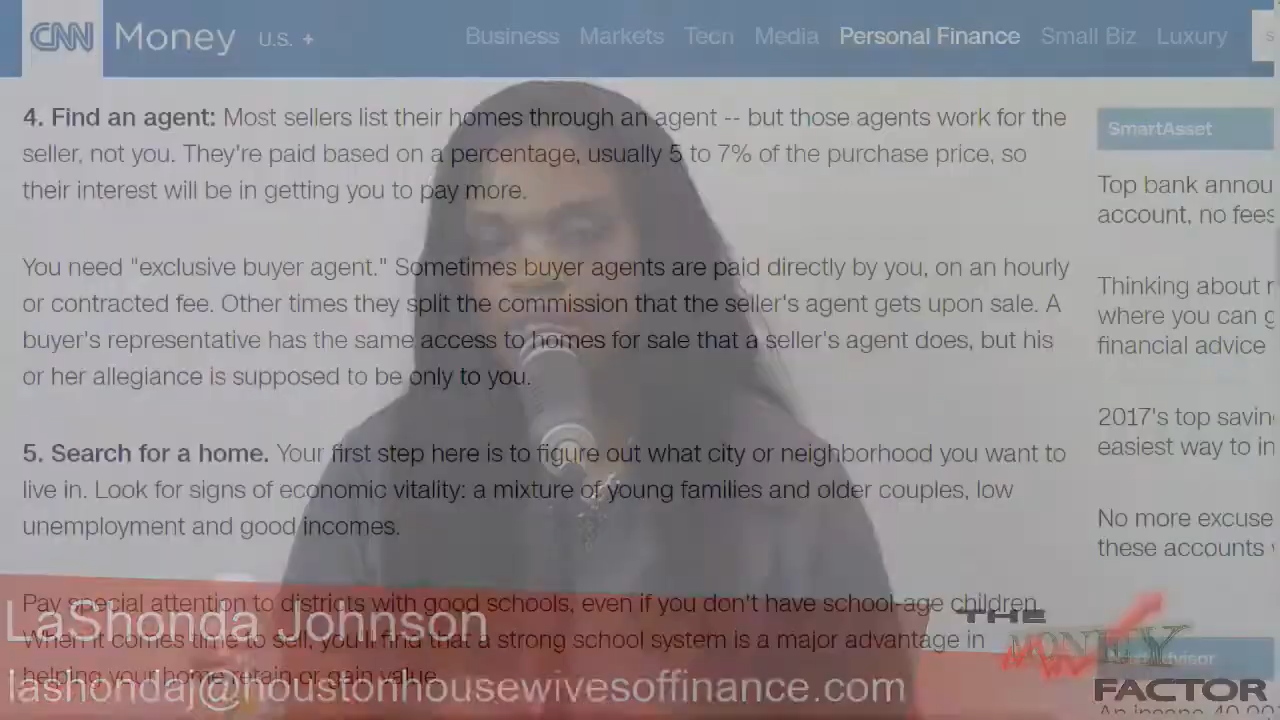 CNN Money U.S. + Business Markets Tech Media Personal Finance Small Biz Luxury
4. Find an agent: Most sellers list their homes through an agent -- but those agents work for the
seller, not you. They're paid based on a percentage, usually 5 to 7% of the purchase price, so
their interest will be in getting you to pay more.
You need "exclusive buyer agent." Sometimes buyer agents are paid directly by you, on an hourly
or contracted fee. Other times they split the commission that the seller's agent gets upon sale. A
buyer's representative has the same access to homes for sale that a seller's agent does, but his
or her allegiance is supposed to be only to you.
5. Search for a home. Your first step here is to figure out what city or neighborhood you want to
live in. Look for signs of economic vitality: a mixture of young families and older couples, low
unemployment and good incomes.
Pay special attention to districts with good schools, even if you don't have school-age children.
When it comes time to sell, you'll find that a strong school system is a major advantage in
helping your home retain or gain value.
SmartAsset
Top bank annou
account, no fees
Thinking about r
where you can g
financial advice
2017's top savin
easiest way to in
No more excuse
these accounts
LaShonda Johnson
lashondaj@houstonhousewivesoffinance.com
THE
MONEY
FACTOR